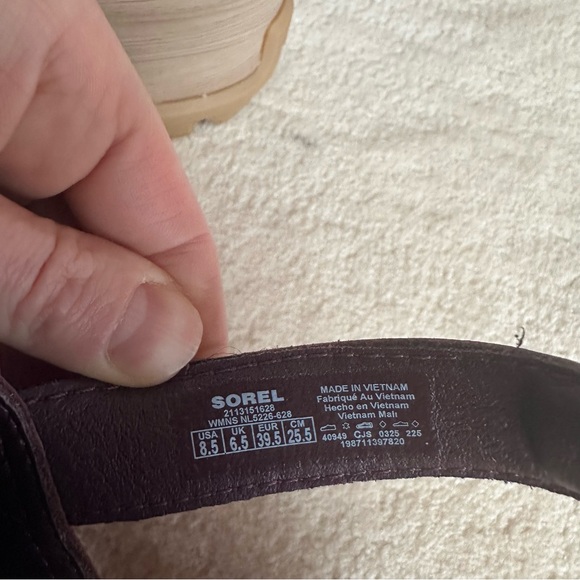 SOREL
2113151628
WMNS NL5226-628
USA UK EUR CM
8.5 6.5 39.5 25.5
MADE IN VIETNAM
Fabriqué Au Vietnam
Hecho en Vietnam
Vietnam Malı
40949 CJS 0325 225
198711397820